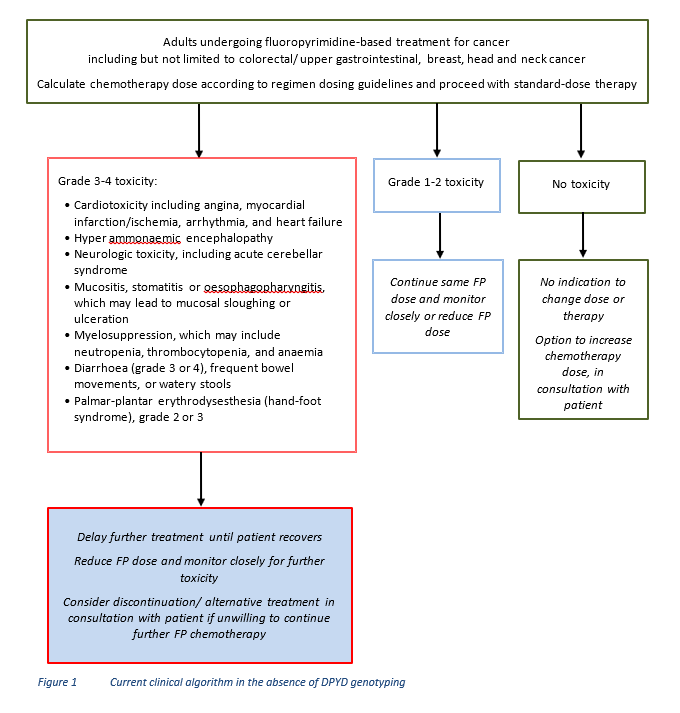 Adults undergoing fluoropyrimidine-based treatment for cancer
including but not limited to colorectal/ upper gastrointestinal, breast, head and neck cancer
Calculate chemotherapy dose according to regimen dosing guidelines and proceed with standard-dose therapy
Grade 3-4 toxicity:
• Cardiotoxicity including angina, myocardial
infarction/ischemia, arrhythmia, and heart failure
• Hyper ammonaemic encephalopathy
• Neurologic toxicity, including acute cerebellar
syndrome
• Mucositis, stomatitis or oesophagopharyngitis,
which may lead to mucosal sloughing or
ulceration
• Myelosuppression, which may include
neutropenia, thrombocytopenia, and anaemia
• Diarrhoea (grade 3 or 4), frequent bowel
movements, or watery stools
• Palmar-plantar erythrodysesthesia (hand-foot
syndrome), grade 2 or 3
Grade 1-2 toxicity
No toxicity
Continue same FP
dose and monitor
closely or reduce FP
dose
No indication to
change dose or
therapy
Option to increase
chemotherapy
dose, in
consultation with
patient
Delay further treatment until patient recovers
Reduce FP dose and monitor closely for further
toxicity
Consider discontinuation/ alternative treatment in
consultation with patient if unwilling to continue
further FP chemotherapy
Figure 1 Current clinical algorithm in the absence of DPYD genotyping